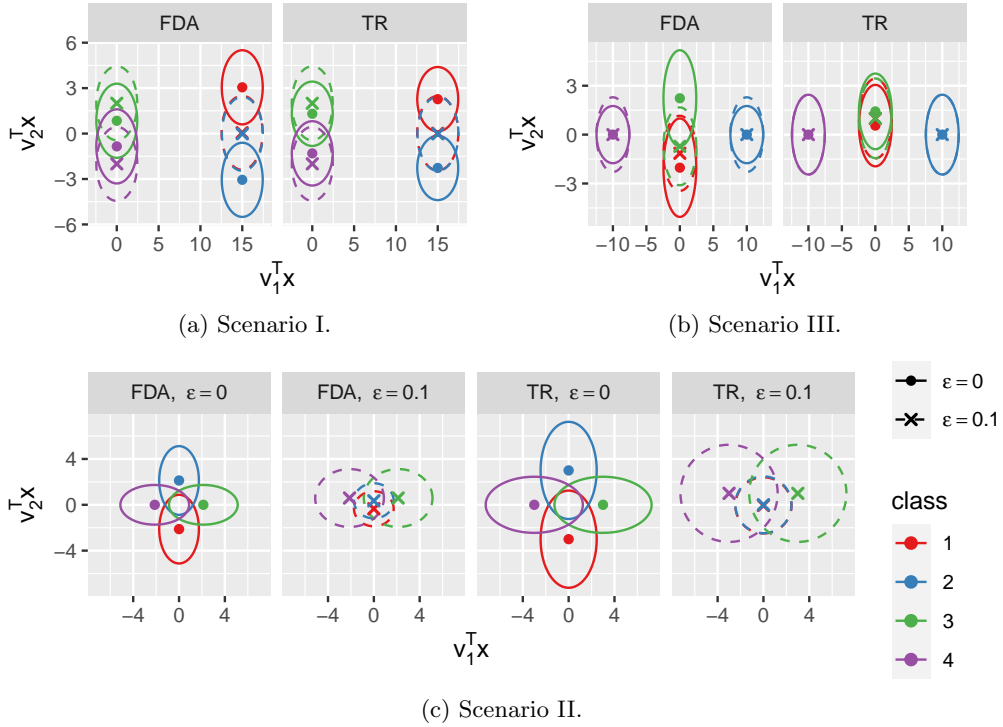 FDA TR
6
3
0
−3
−6
v₂ᵀx
0 5 10 15 0 5 10 15
v₁ᵀx
(a) Scenario I.
FDA TR
3
0
−3
v₂ᵀx
−10 −5 0 5 10 −10 −5 0 5 10
v₁ᵀx
(b) Scenario III.
FDA, ε=0 FDA, ε=0.1 TR, ε=0 TR, ε=0.1
4
0
−4
v₂ᵀx
−4 0 4 −4 0 4 −4 0 4 −4 0 4
v₁ᵀx
(c) Scenario II.
ε=0
ε=0.1
class
1
2
3
4